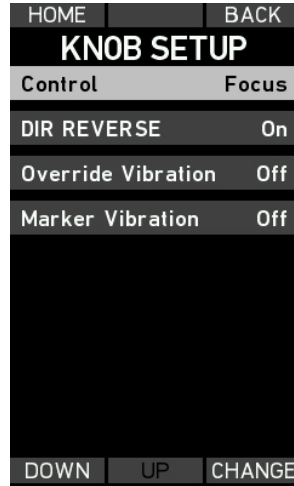 HOME BACK
KNOB SETUP
Control Focus
DIR REVERSE On
Override Vibration Off
Marker Vibration Off
DOWN UP CHANGE